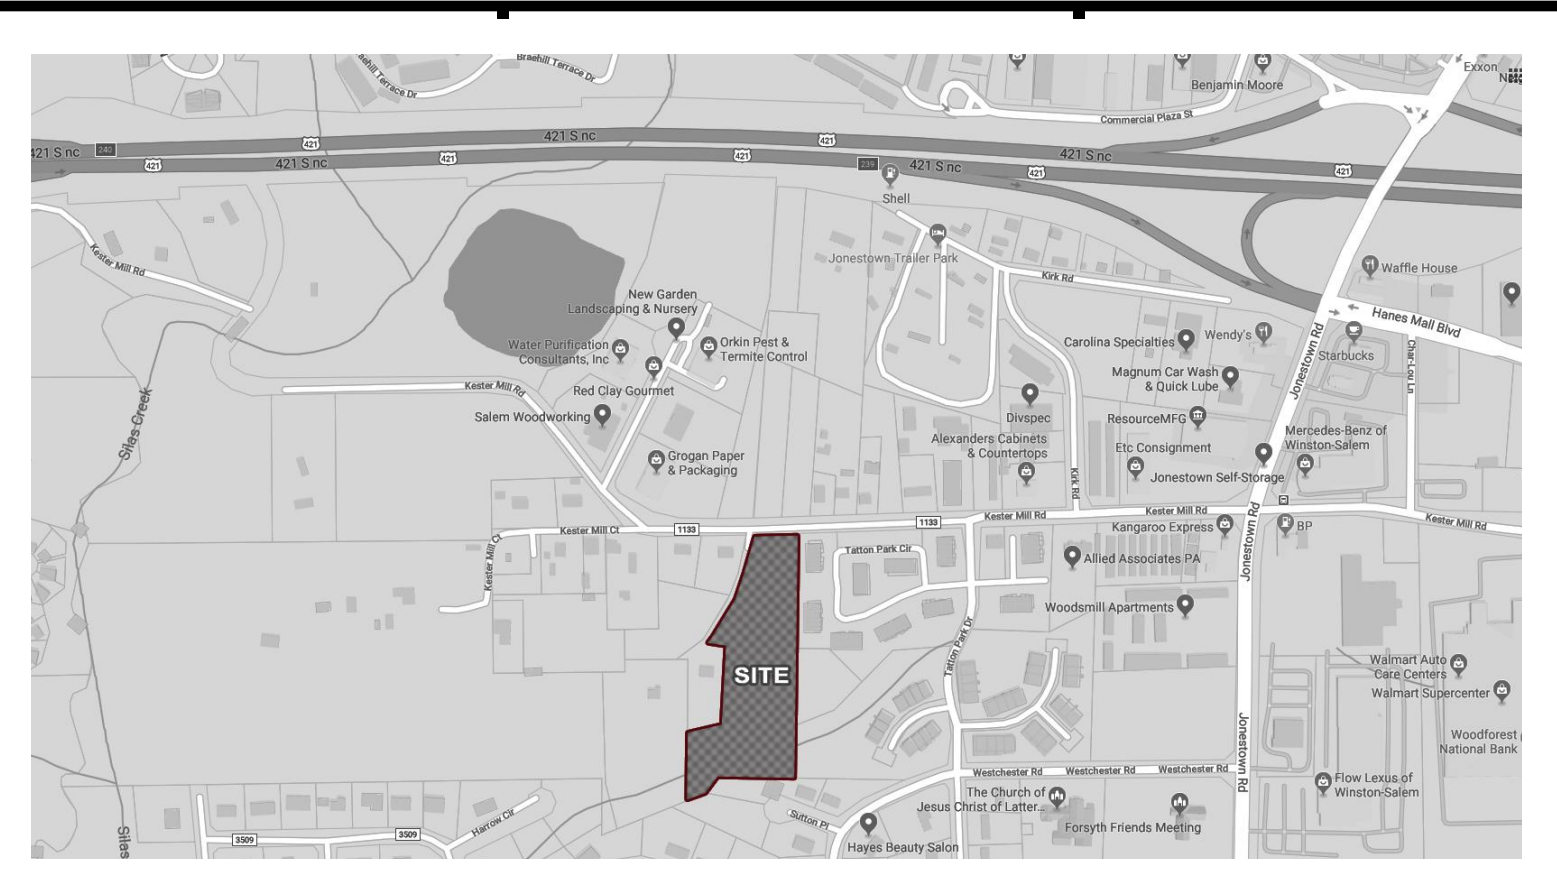 Braehill Terrace Dr
Braehill Terrace Dr
Benjamin Moore
Exxon
Commercial Plaza St
421 S nc
240
421
421
421 S nc
421
421 S nc
421
421
239
421 S nc
421
421 S nc
421
Shell
Kester Mill Rd
Jonestown Trailer Park
Kirk Rd
Waffle House
New Garden
Landscaping & Nursery
Hanes Mall Blvd
Water Purification
Consultants, Inc
Orkin Pest &
Termite Control
Carolina Specialties
Wendy's
Starbucks
Jonestown Rd
Char-Lou Ln
Magnum Car Wash
& Quick Lube
Kester Mill Rd
Red Clay Gourmet
Salem Woodworking
Divspec
ResourceMFG
Silas Creek
Alexanders Cabinets
& Countertops
Etc Consignment
Mercedes-Benz of
Winston-Salem
Grogan Paper
& Packaging
Kirk Rd
Jonestown Self-Storage
Kester Mill Ct
1133
1133
Kester Mill Rd
Kester Mill Rd
Kester Mill Rd
Kangaroo Express
BP
Jonestown Rd
Kester Mill Ct
Tatton Park Cir
Allied Associates PA
Woodsmill Apartments
Tatton Park Dr
SITE
Walmart Auto
Care Centers
Walmart Supercenter
Woodforest
National Bank
Jonestown Rd
Westchester Rd
Westchester Rd
Westchester Rd
Flow Lexus of
Winston-Salem
The Church of
Jesus Christ of Latter...
Forsyth Friends Meeting
Sutton Pl
Harrow Cir
3509
3509
Silas
Hayes Beauty Salon